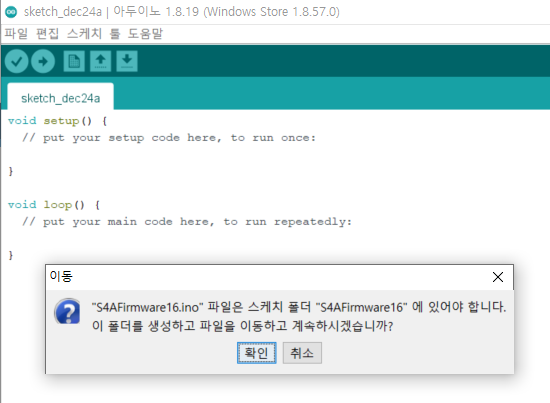 sketch_dec24a | 아두이노 1.8.19 (Windows Store 1.8.57.0)
파일 편집 스케치 툴 도움말
sketch_dec24a
void setup() {
// put your setup code here, to run once:
}
void loop() {
// put your main code here, to run repeatedly:
}
이동
"S4AFirmware16.ino" 파일은 스케치 폴더 "S4AFirmware16" 에 있어야 합니다.
이 폴더를 생성하고 파일을 이동하고 계속하시겠습니까?
확인 취소